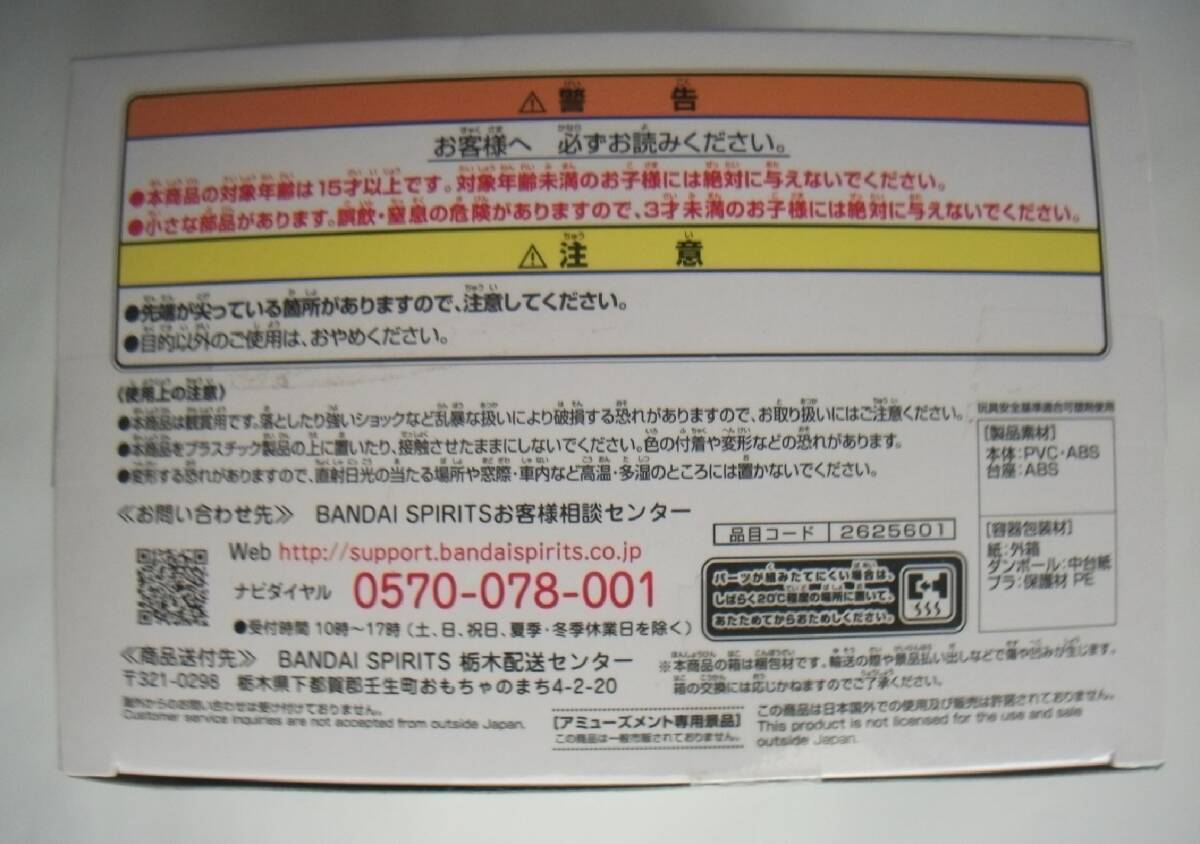 ⚠警告
お客様へ 必ずお読みください。
●本商品の対象年齢は15才以上です。対象年齢未満のお子様には絶対に与えないでください。
●小さな部品があります。誤飲・窒息の危険がありますので、3才未満のお子様には絶対に与えないでください。
⚠注意
●先端が尖っている箇所がありますので、注意してください。
●目的以外のご使用は、おやめください。
《使用上の注意》
●本商品は観賞用です。落としたり強いショックなど乱暴な扱いにより破損する恐れがありますので、お取り扱いにはご注意ください。
●本商品をプラスチック製品の上に置いたり、接触させたままにしないでください。色の付着や変形などの恐れがあります。
●変形する恐れがありますので、直射日光の当たる場所や窓際・車内など高温・多湿のところには置かないでください。
玩具安全基準適合可塑剤使用
[製品素材]
本体:PVC・ABS
台座:ABS
[容器包装材]
紙:外箱
ダンボール:中台紙
プラ:保護材 PE
≪お問い合わせ先≫ BANDAI SPIRITSお客様相談センター
Web http://support.bandaispirits.co.jp
ナビダイヤル 0570-078-001
●受付時間 10時〜17時(土、日、祝日、夏季・冬季休業日を除く)
品目コード 2625601
パーツが組みたてにくい場合は、
しばらく20℃程度の場所に置いて、
あたためてからおためしください。
≪商品送付先≫ BANDAI SPIRITS 栃木配送センター
〒321-0298 栃木県下都賀郡壬生町おもちゃのまち4-2-20
※本商品の箱は梱包材です。輸送の際や景品払い出しなどで傷や凹みが生じます。
箱の交換には応じかねますのでご了承ください。
海外からのお問い合わせは受け付けておりません。
Customer service inquiries are not accepted from outside Japan.
[アミューズメント専用景品]
この商品は一般市販されておりません。
この商品は日本国外での使用及び販売は許諾されておりません。
This product is not licensed for the use and sale
outside Japan.